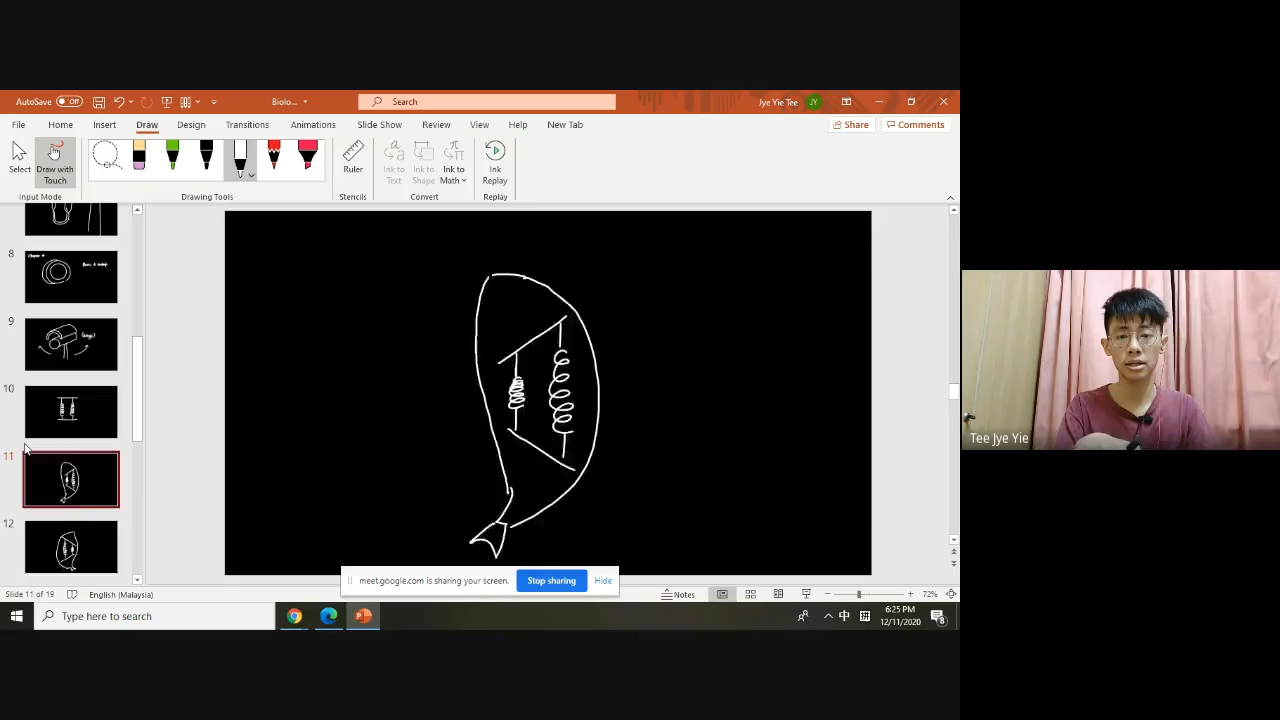 AutoSave Off
Biolo...
Search
Jye Yie Tee
JY
File Home Insert Draw Design Transitions Animations Slide Show Review View Help New Tab
Share
Comments
Select
Draw with Touch
Ruler
Ink to Text
Ink to Shape
Ink to Math
Ink Replay
Input Mode
Drawing Tools
Stencils
Convert
Replay
8
9
10
11
12
Tee Jye Yie
meet.google.com is sharing your screen.
Stop sharing
Hide
Slide 11 of 19
English (Malaysia)
Notes
72%
Type here to search
中
6:25 PM
12/11/2020
8